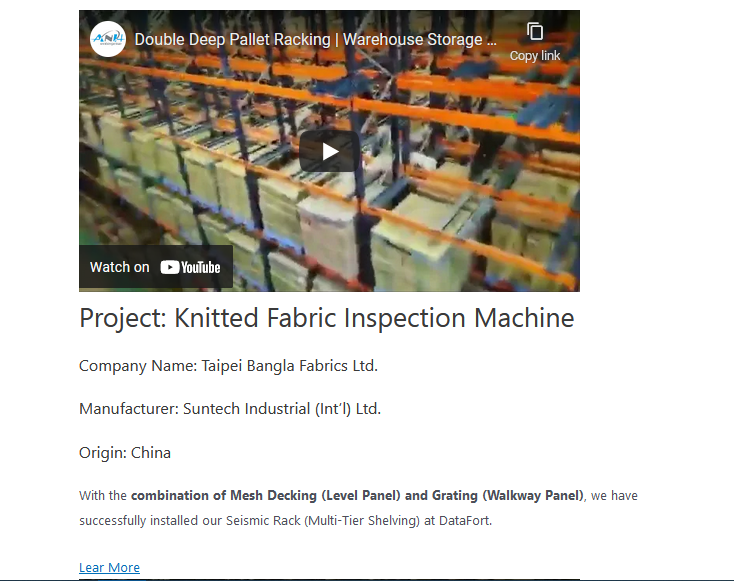 ANH
Double Deep Pallet Racking | Warehouse Storage ...
Copy link
Watch on YouTube
Project: Knitted Fabric Inspection Machine
Company Name: Taipei Bangla Fabrics Ltd.
Manufacturer: Suntech Industrial (Int’l) Ltd.
Origin: China
With the combination of Mesh Decking (Level Panel) and Grating (Walkway Panel), we have
successfully installed our Seismic Rack (Multi-Tier Shelving) at DataFort.
Lear More